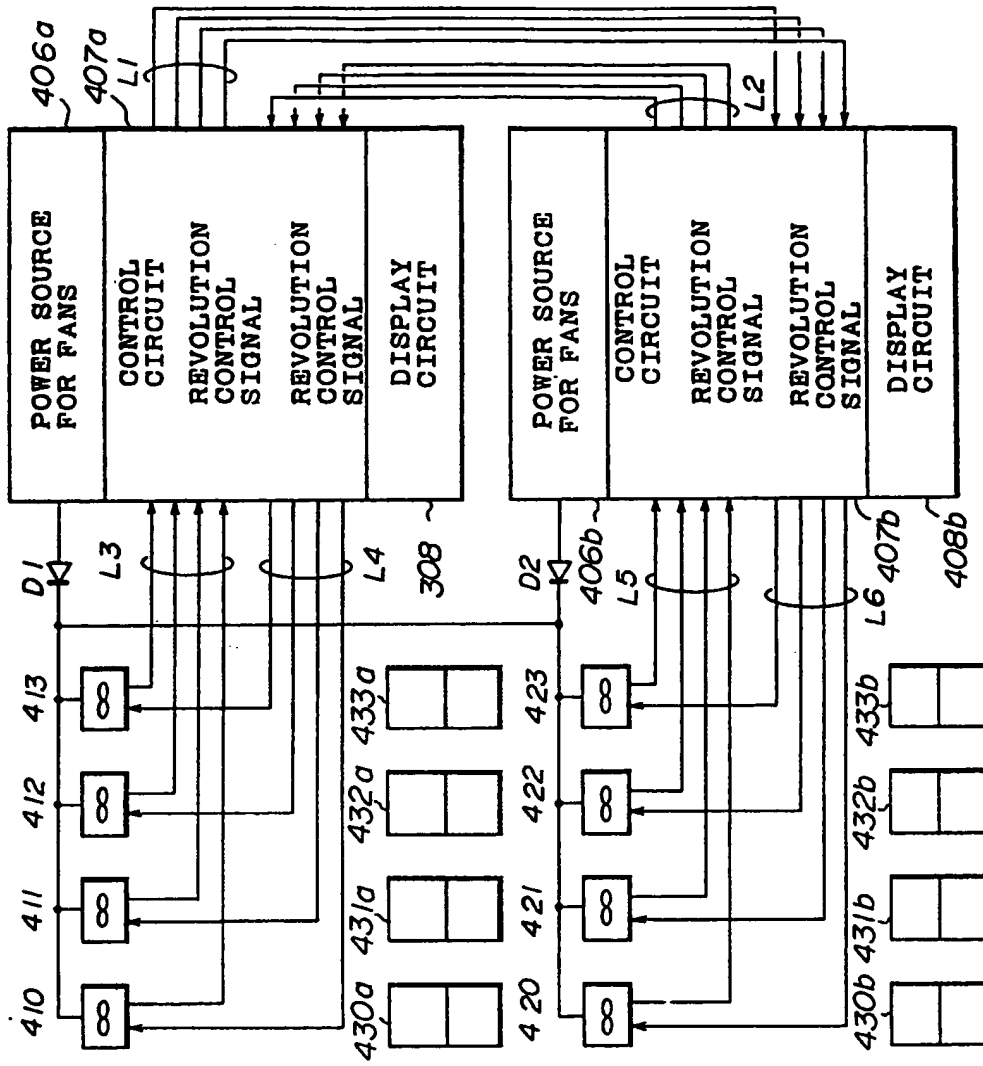 406a
407a
L1
POWER SOURCE
FOR FANS
CONTROL
CIRCUIT
REVOLUTION
CONTROL
SIGNAL
REVOLUTION
CONTROL
SIGNAL
DISPLAY
CIRCUIT
D1
L3
L4
308
413
412
411
410
433a
432a
431a
430a
L2
POWER SOURCE
FOR FANS
CONTROL
CIRCUIT
REVOLUTION
CONTROL
SIGNAL
REVOLUTION
CONTROL
SIGNAL
DISPLAY
CIRCUIT
D2
406b
L5
L6
407b
408b
423
422
421
420
433b
432b
431b
430b